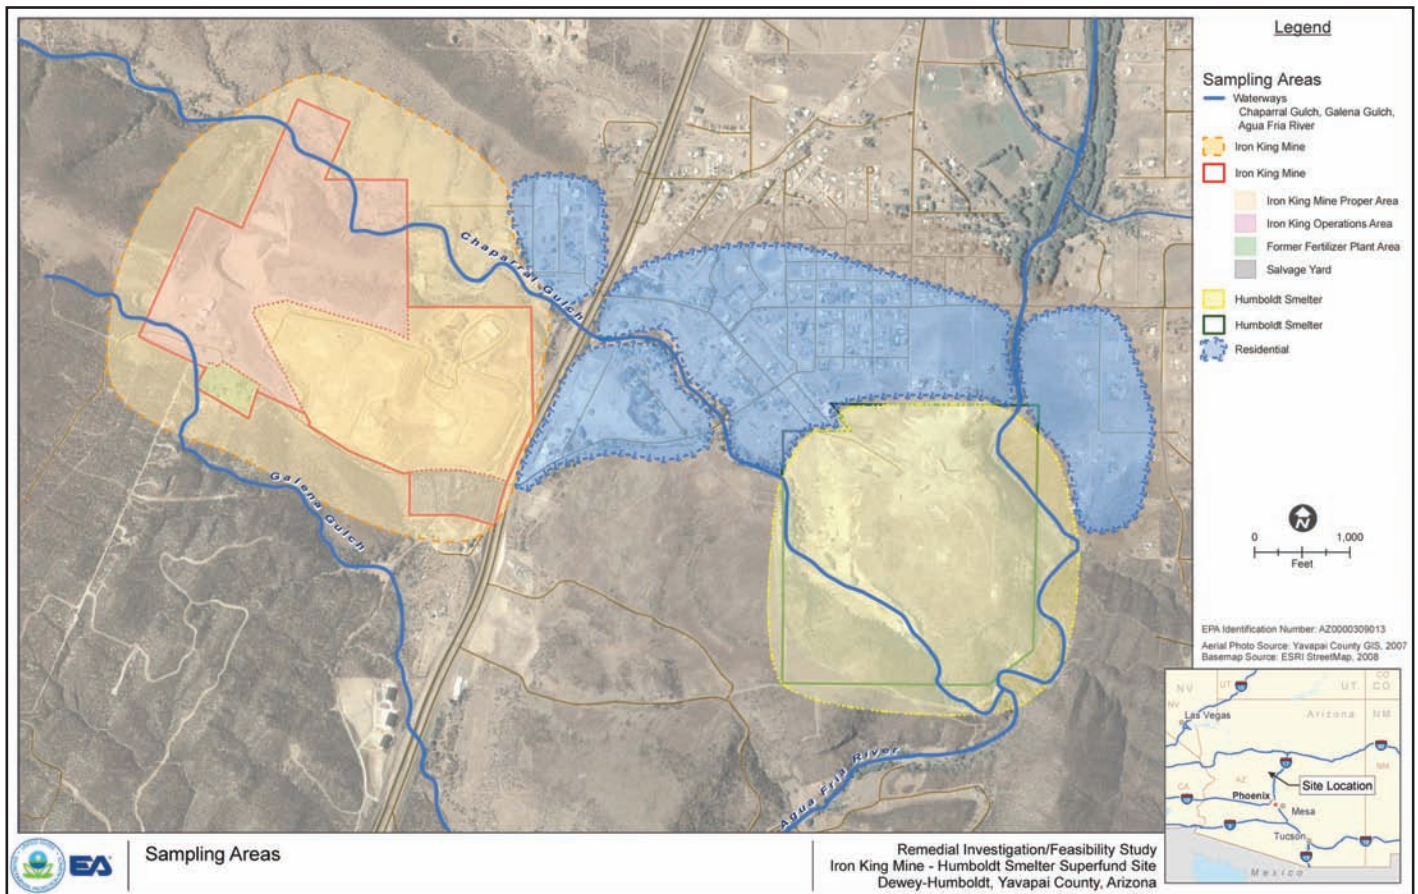 Legend
Sampling Areas
Waterways
Chaparral Gulch, Galena Gulch,
Agua Fria River
Iron King Mine
Iron King Mine
Iron King Mine Proper Area
Iron King Operations Area
Former Fertilizer Plant Area
Salvage Yard
Humboldt Smelter
Humboldt Smelter
Residential
Chaparral Gulch
Galena Gulch
Agua Fria River
N
0 1,000
Feet
EPA Identification Number: AZ0000309013
Aerial Photo Source: Yavapai County GIS, 2007
Basemap Source: ESRI StreetMap, 2008
NV UT CO
UT CO
NV
Las Vegas
Arizona NM
NM
CA
AZ
Site Location
Phoenix
Mesa
Tucson
Mexico
EA
Sampling Areas
Remedial Investigation/Feasibility Study
Iron King Mine - Humboldt Smelter Superfund Site
Dewey-Humboldt, Yavapai County, Arizona